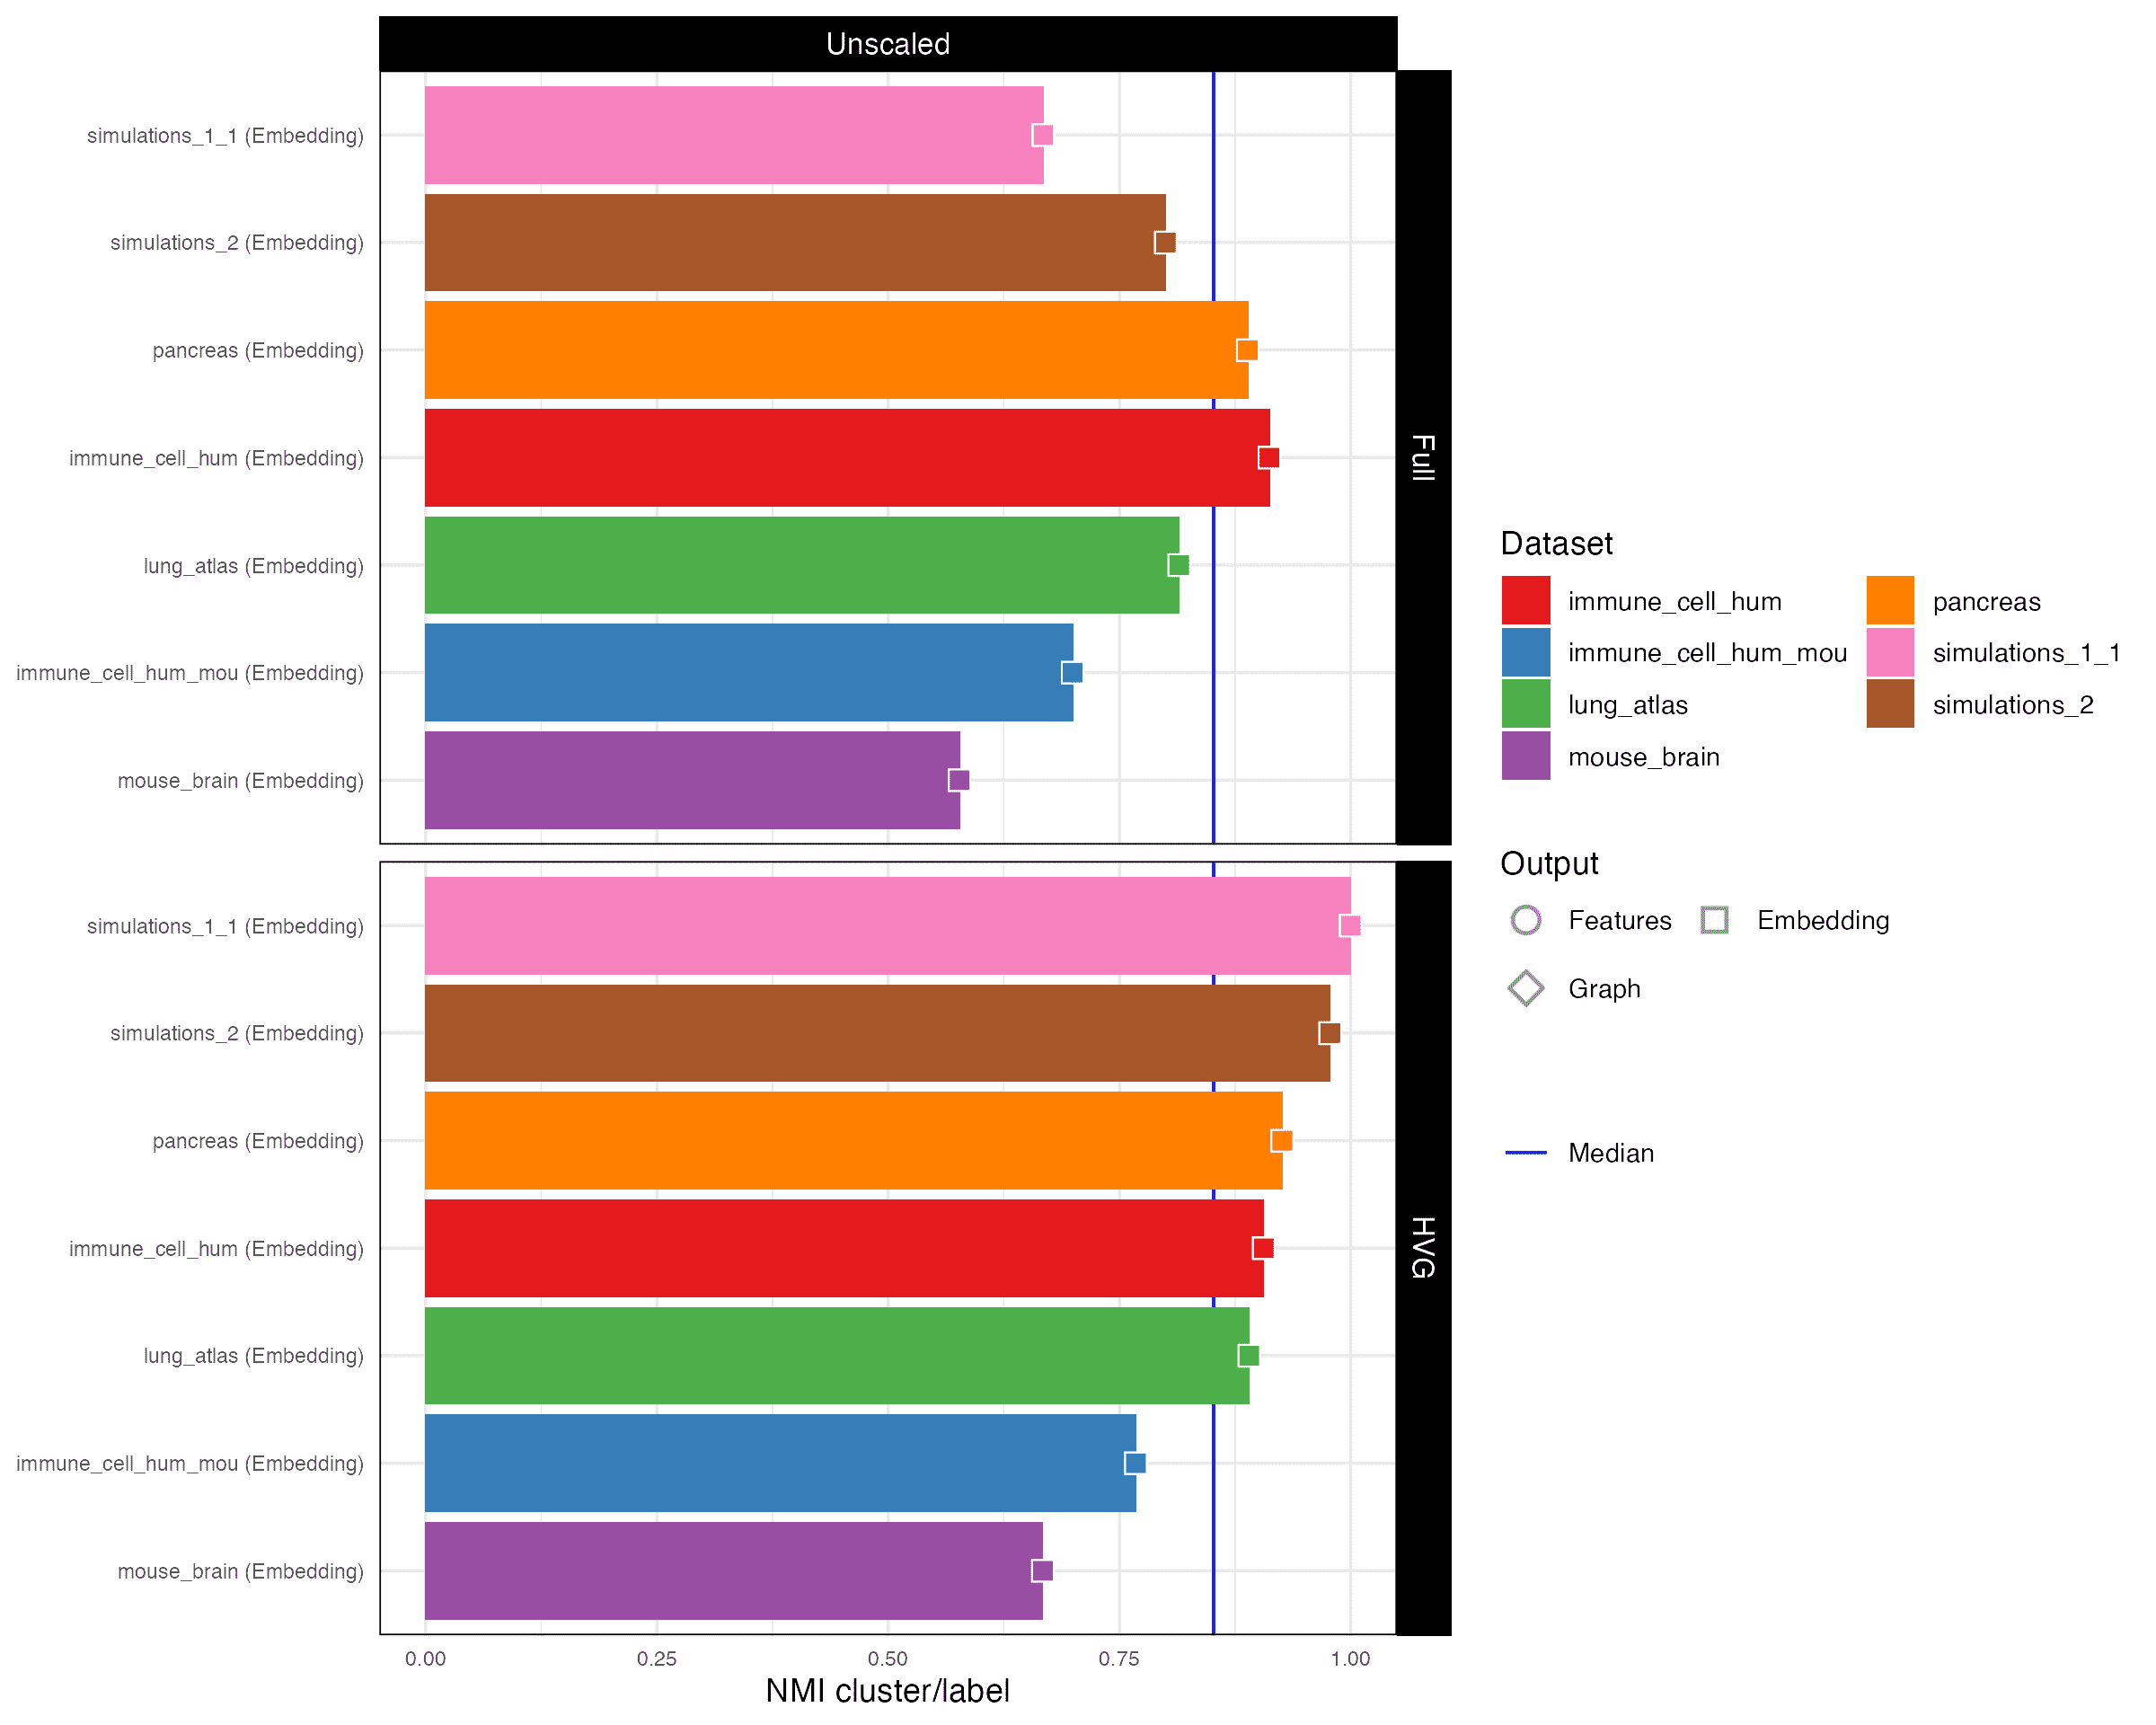 Unscaled
simulations_1_1 (Embedding)
simulations_2 (Embedding)
pancreas (Embedding)
immune_cell_hum (Embedding)
lung_atlas (Embedding)
immune_cell_hum_mou (Embedding)
mouse_brain (Embedding)
Full
simulations_1_1 (Embedding)
simulations_2 (Embedding)
pancreas (Embedding)
immune_cell_hum (Embedding)
lung_atlas (Embedding)
immune_cell_hum_mou (Embedding)
mouse_brain (Embedding)
HVG
0.00 0.25 0.50 0.75 1.00
NMI cluster/label
Dataset
immune_cell_hum
immune_cell_hum_mou
lung_atlas
mouse_brain
pancreas
simulations_1_1
simulations_2
Output
Features Embedding
Graph
Median